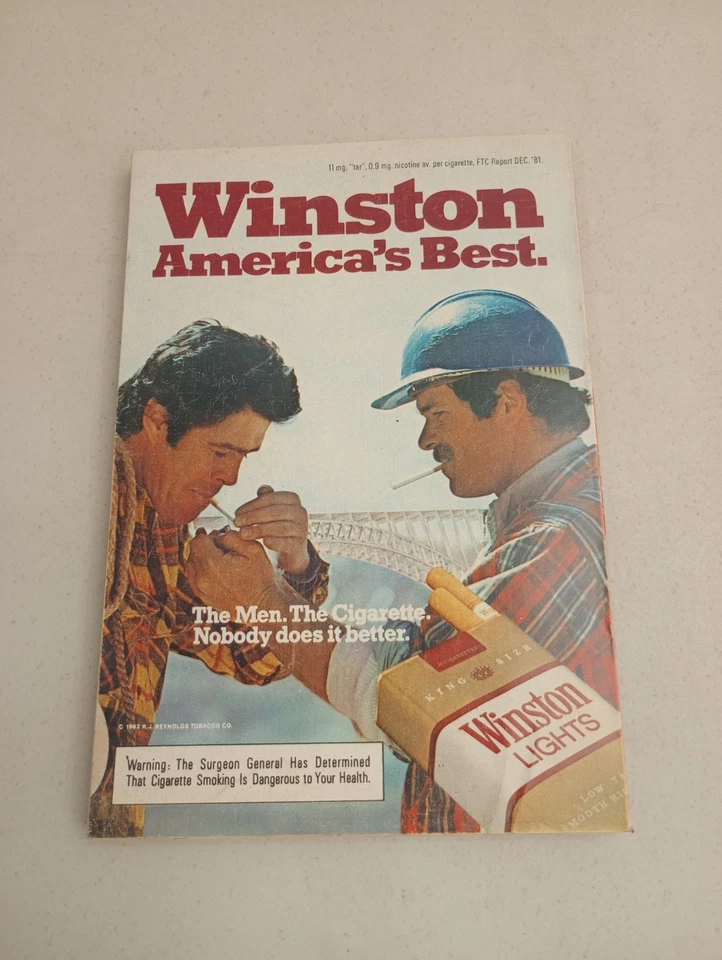 11 mg. "tar", 0.9 mg. nicotine av. per cigarette, FTC Report DEC. '81.
Winston
America's Best.
The Men. The Cigarette.
Nobody does it better.
KING SIZE
Winston
LIGHTS
© 1982 R.J. REYNOLDS TOBACCO CO.
Warning: The Surgeon General Has Determined
That Cigarette Smoking Is Dangerous to Your Health.
LOW